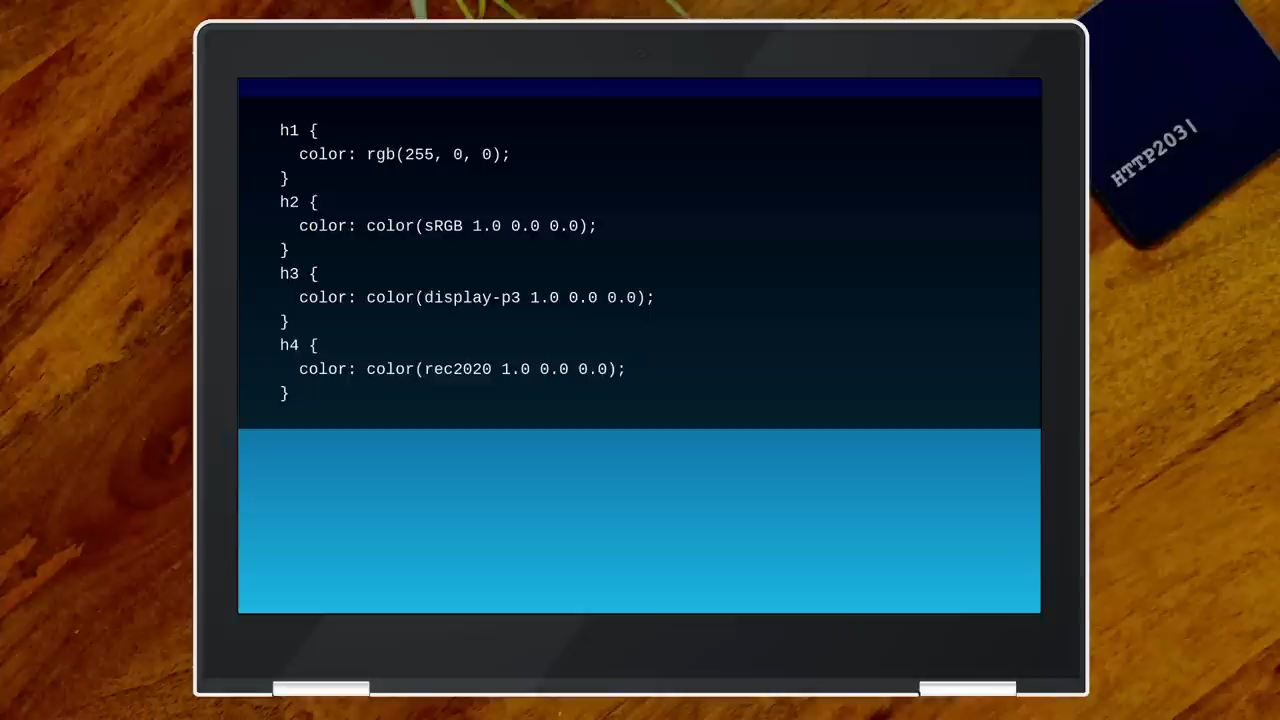 h1 {
  color: rgb(255, 0, 0);
}
h2 {
  color: color(sRGB 1.0 0.0 0.0);
}
h3 {
  color: color(display-p3 1.0 0.0 0.0);
}
h4 {
  color: color(rec2020 1.0 0.0 0.0);
}
HTTP203|